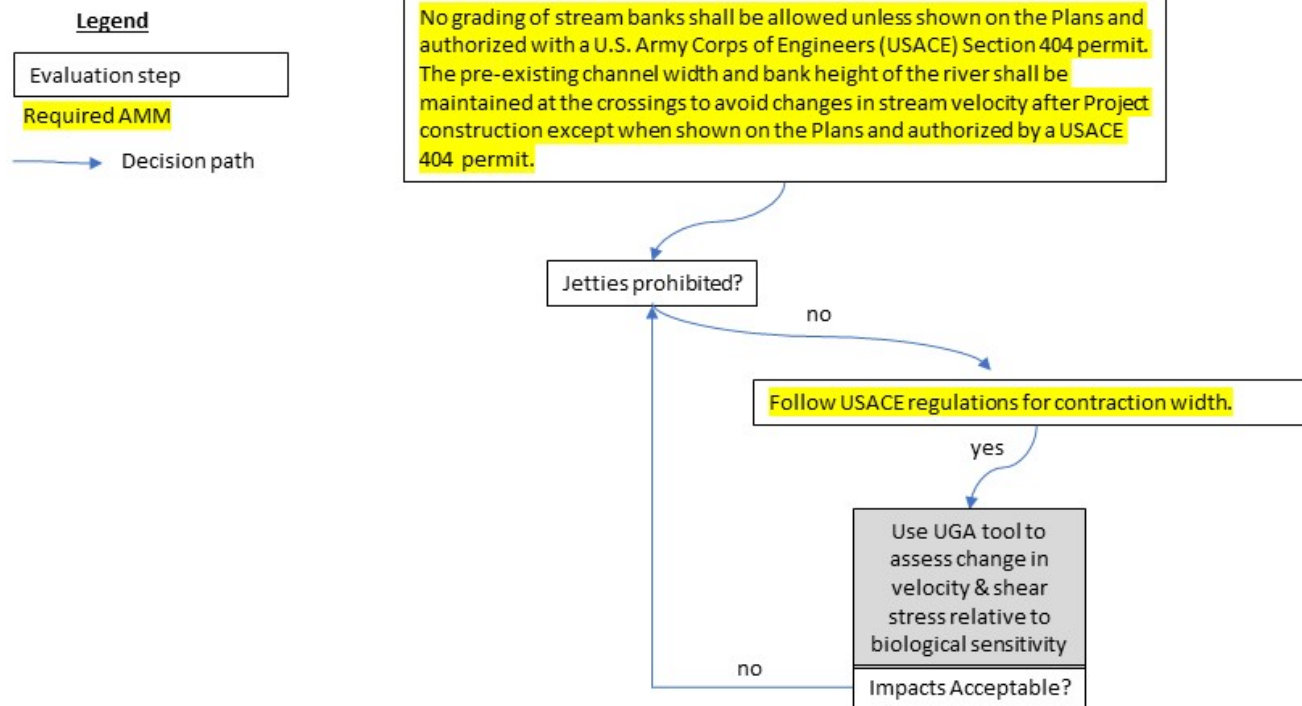 Legend
Evaluation step
Required AMM
Decision path
No grading of stream banks shall be allowed unless shown on the Plans and
authorized with a U.S. Army Corps of Engineers (USACE) Section 404 permit.
The pre-existing channel width and bank height of the river shall be
maintained at the crossings to avoid changes in stream velocity after Project
construction except when shown on the Plans and authorized by a USACE
404 permit.
Jetties prohibited?
no
Follow USACE regulations for contraction width.
yes
Use UGA tool to
assess change in
velocity & shear
stress relative to
biological sensitivity
no
Impacts Acceptable?